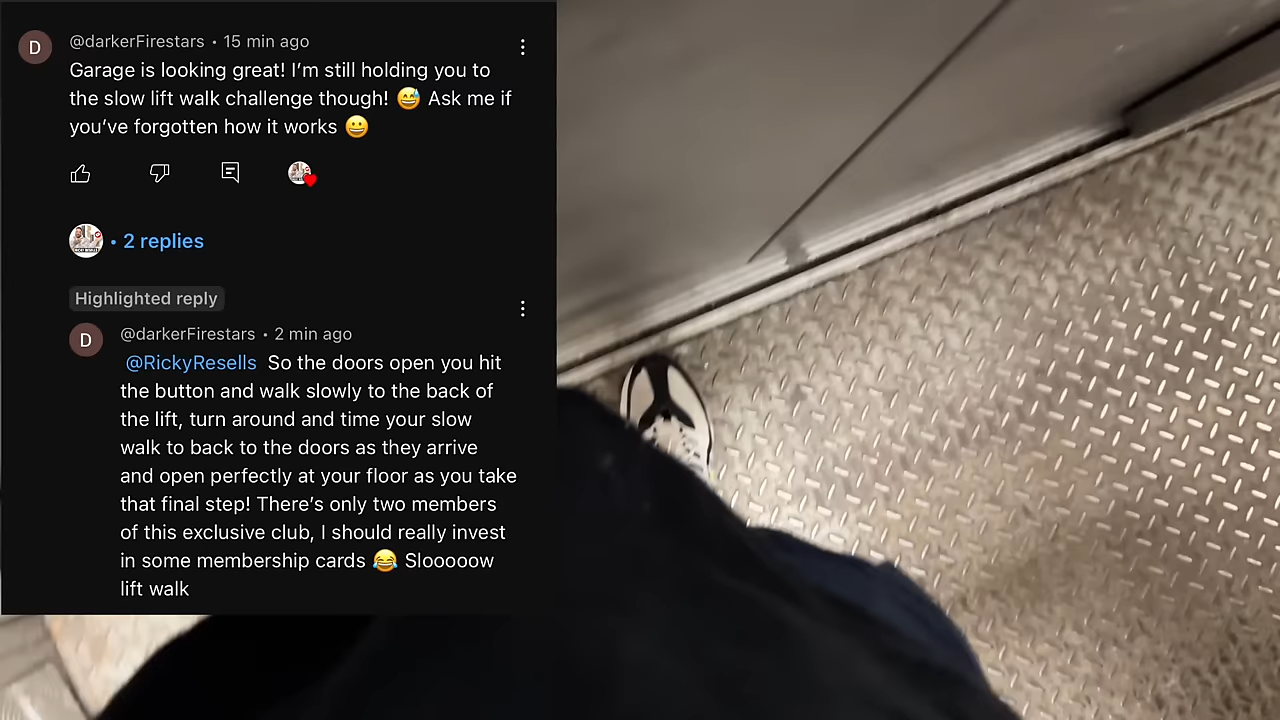 D
@darkerFirestars • 15 min ago
Garage is looking great! I’m still holding you to
the slow lift walk challenge though! 😅 Ask me if
you’ve forgotten how it works 😀
• 2 replies
Highlighted reply
D
@darkerFirestars • 2 min ago
@RickyResells So the doors open you hit
the button and walk slowly to the back of
the lift, turn around and time your slow
walk to back to the doors as they arrive
and open perfectly at your floor as you take
that final step! There’s only two members
of this exclusive club, I should really invest
in some membership cards 😂 Slooooow
lift walk